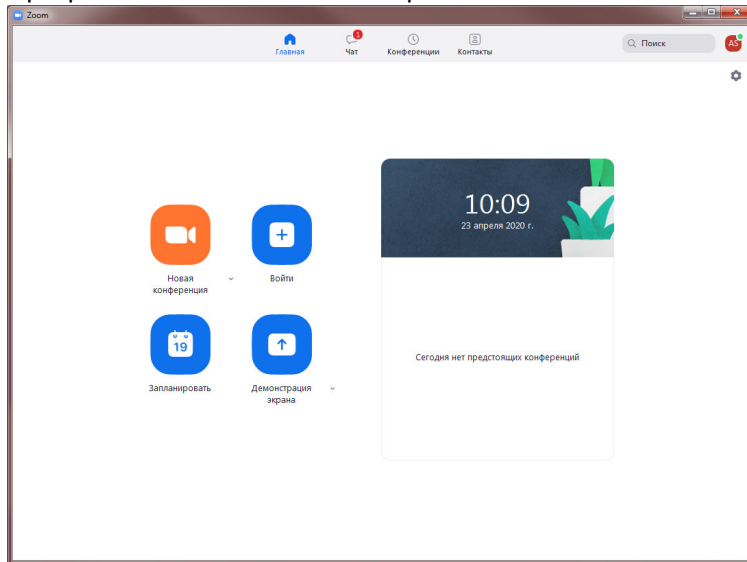 Zoom
Главная
1
Чат
Конференции
Контакты
Поиск
AS
10:09
23 апреля 2020 г.
Новая
конференция
Войти
19
Запланировать
Демонстрация
экрана
Сегодня нет предстоящих конференций